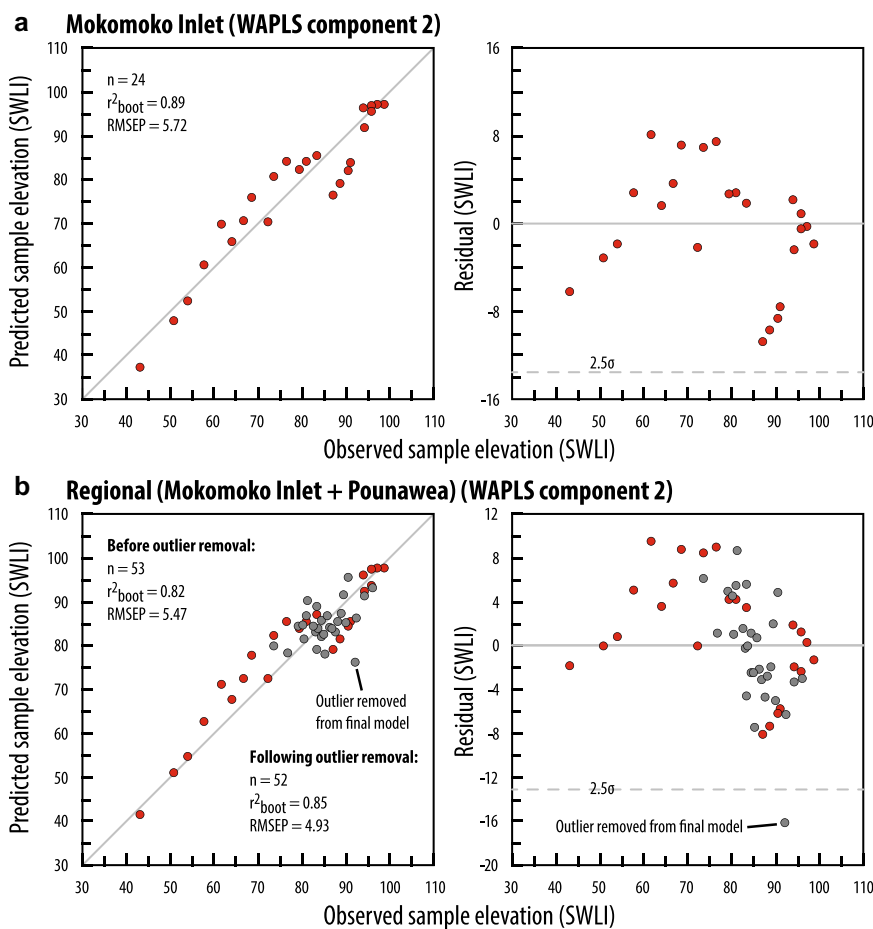 a Mokomoko Inlet (WAPLS component 2)
Predicted sample elevation (SWLI)
110
100
90
80
70
60
50
40
30
n = 24
r²boot = 0.89
RMSEP = 5.72
30 40 50 60 70 80 90 100 110
Residual (SWLI)
16
8
0
-8
-16
2.5σ
30 40 50 60 70 80 90 100 110
Observed sample elevation (SWLI)
b Regional (Mokomoko Inlet + Pounawea) (WAPLS component 2)
Predicted sample elevation (SWLI)
110
100
90
80
70
60
50
40
30
Before outlier removal:
n = 53
r²boot = 0.82
RMSEP = 5.47
Outlier removed
from final model
Following outlier removal:
n = 52
r²boot = 0.85
RMSEP = 4.93
30 40 50 60 70 80 90 100 110
Residual (SWLI)
12
8
4
0
-4
-8
-12
-16
-20
2.5σ
Outlier removed from final model
30 40 50 60 70 80 90 100 110
Observed sample elevation (SWLI)